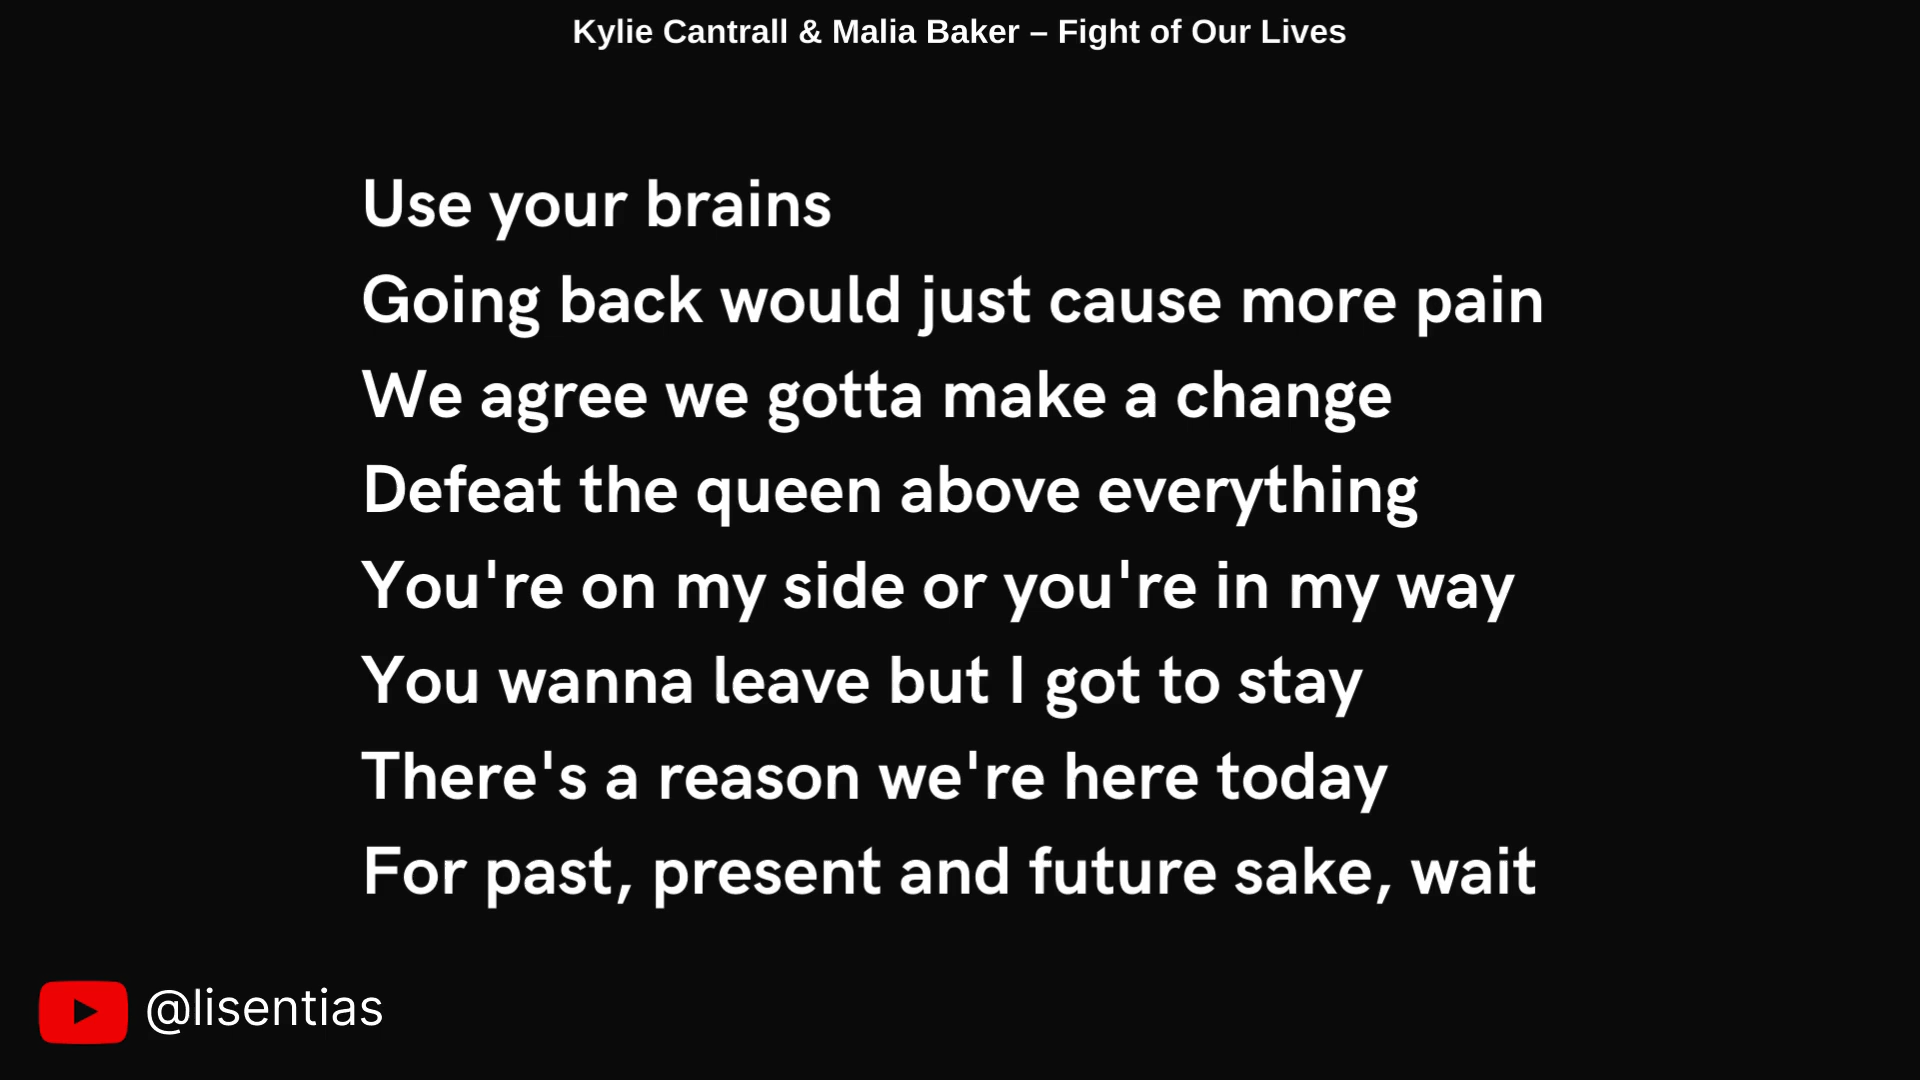 Kylie Cantrall & Malia Baker – Fight of Our Lives
Use your brains
Going back would just cause more pain
We agree we gotta make a change
Defeat the queen above everything
You're on my side or you're in my way
You wanna leave but I got to stay
There's a reason we're here today
For past, present and future sake, wait
@lisentias